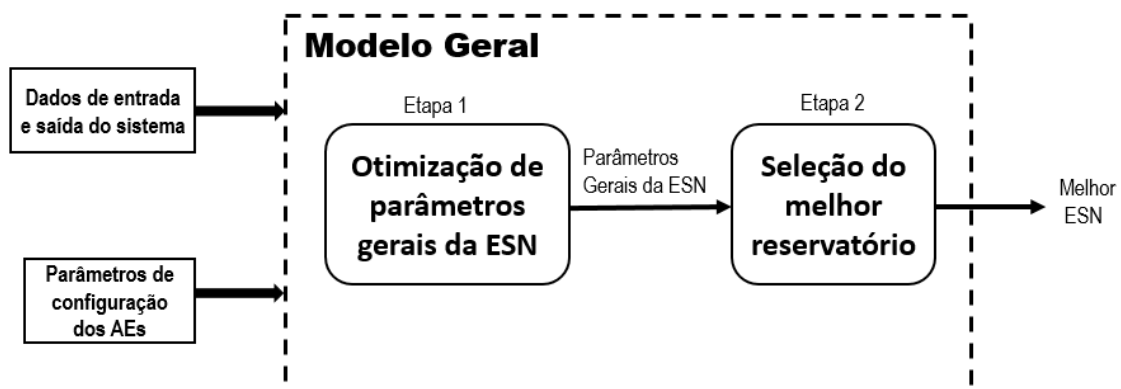 Modelo Geral
Dados de entrada
e saída do sistema
Parâmetros de
configuração
dos AEs
Etapa 1
Otimização de
parâmetros
gerais da ESN
Parâmetros
Gerais da ESN
Etapa 2
Seleção do
melhor
reservatório
Melhor
ESN